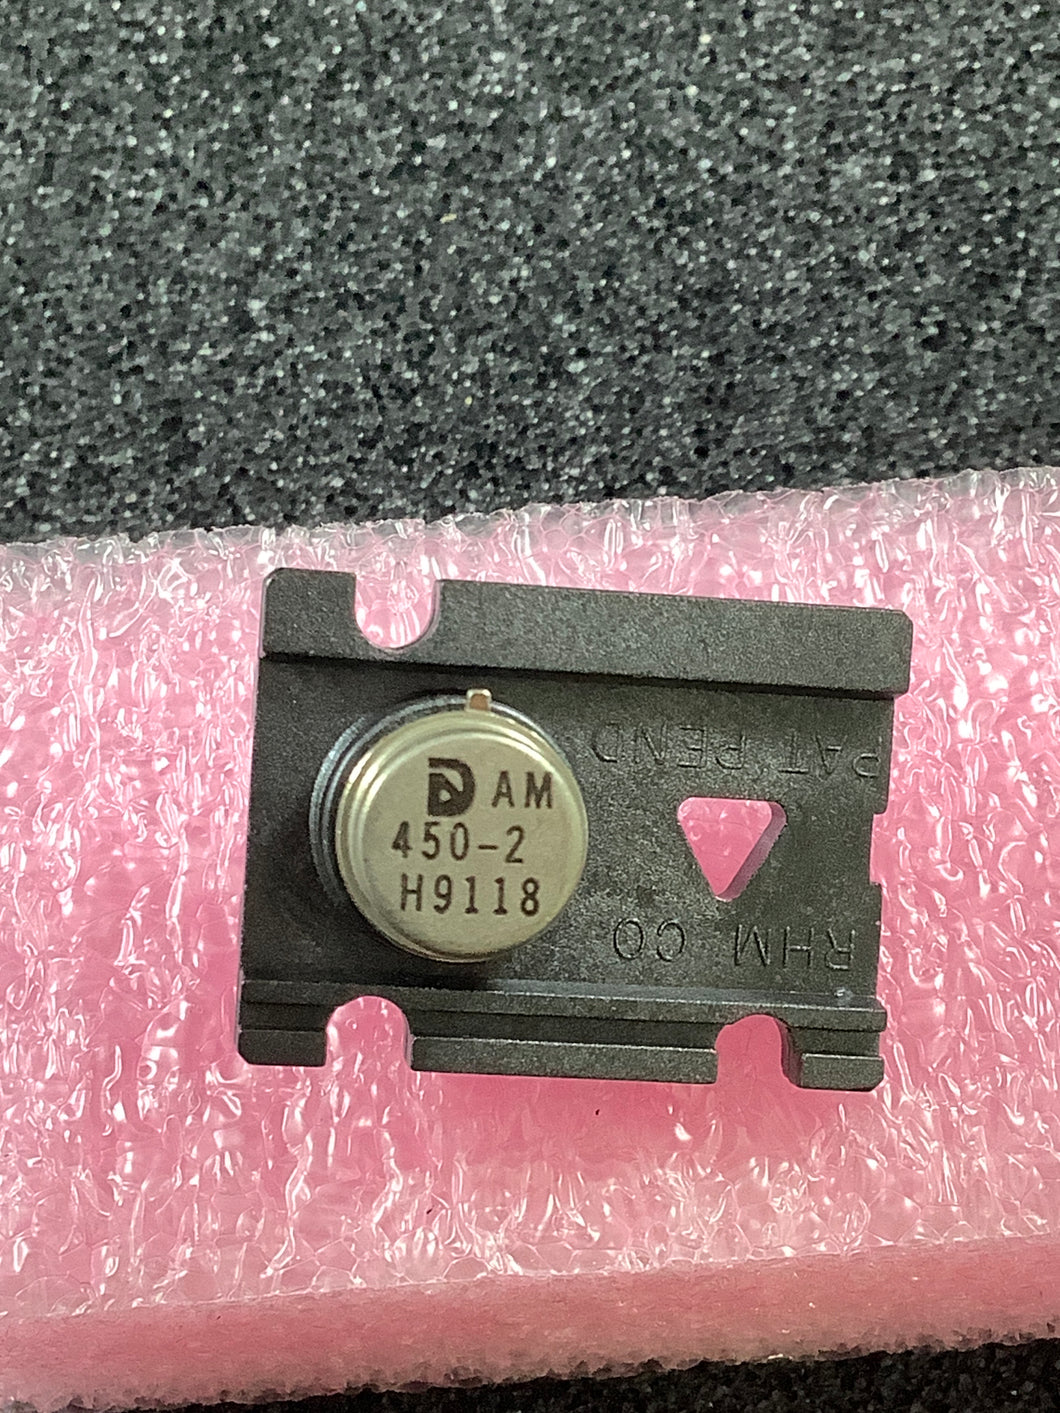 D AM
450-2
H9118
PAT PEND
RHM CO